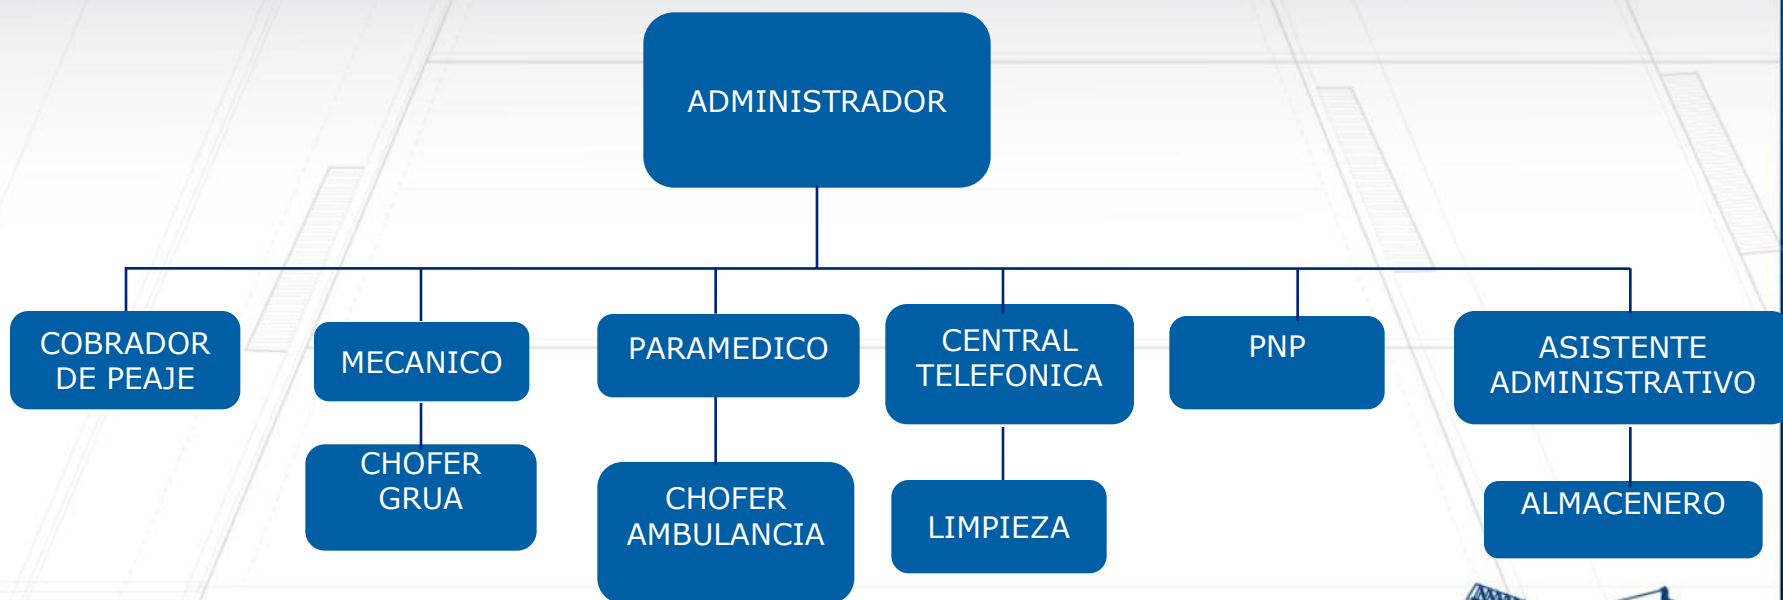 ADMINISTRADOR
COBRADOR
DE PEAJE
MECANICO
PARAMEDICO
CENTRAL
TELEFONICA
PNP
ASISTENTE
ADMINISTRATIVO
CHOFER
GRUA
CHOFER
AMBULANCIA
LIMPIEZA
ALMACENERO